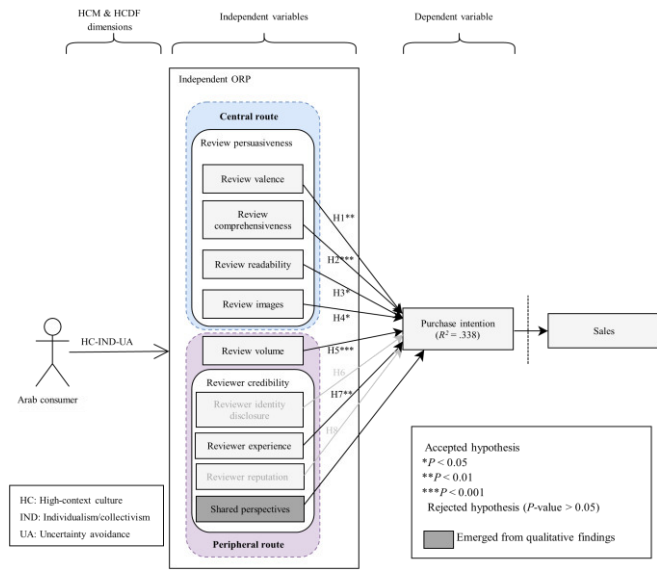 HCM & HCDF
dimensions
Independent variables
Dependent variable
Independent ORP
Central route
Review persuasiveness
Review valence
Review
comprehensiveness
Review readability
Review images
H1**
H2***
H3*
H4*
Purchase intention
(R² = .338)
Sales
HC-IND-UA
Arab consumer
Review volume
H5***
Reviewer credibility
H6
Reviewer identity
disclosure
H7**
Reviewer experience
H8
Reviewer reputation
Shared perspectives
Peripheral route
HC: High-context culture
IND: Individualism/collectivism
UA: Uncertainty avoidance
Accepted hypothesis
*P < 0.05
**P < 0.01
***P < 0.001
Rejected hypothesis (P-value > 0.05)
Emerged from qualitative findings